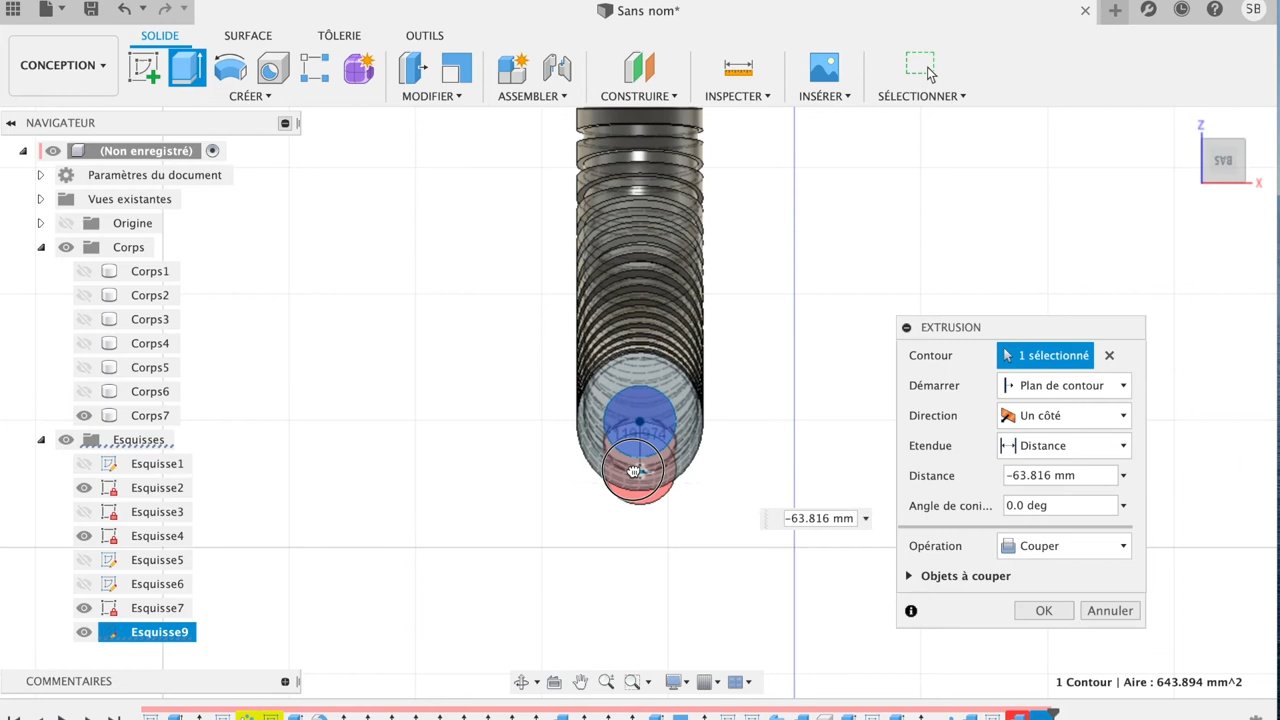 Sans nom*
SB
SOLIDE
SURFACE
TÔLERIE
OUTILS
CONCEPTION
CRÉER
MODIFIER
ASSEMBLER
CONSTRUIRE
INSPECTER
INSÉRER
SÉLECTIONNER
NAVIGATEUR
(Non enregistré)
Paramètres du document
Vues existantes
Origine
Corps
Corps1
Corps2
Corps3
Corps4
Corps5
Corps6
Corps7
Esquisses
Esquisse1
Esquisse2
Esquisse3
Esquisse4
Esquisse5
Esquisse6
Esquisse7
Esquisse9
COMMENTAIRES
Z
BAS
X
-63.816 mm
EXTRUSION
Contour 1 sélectionné
Démarrer Plan de contour
Direction Un côté
Etendue Distance
Distance -63.816 mm
Angle de coni... 0.0 deg
Opération Couper
Objets à couper
OK Annuler
1 Contour | Aire : 643.894 mm^2